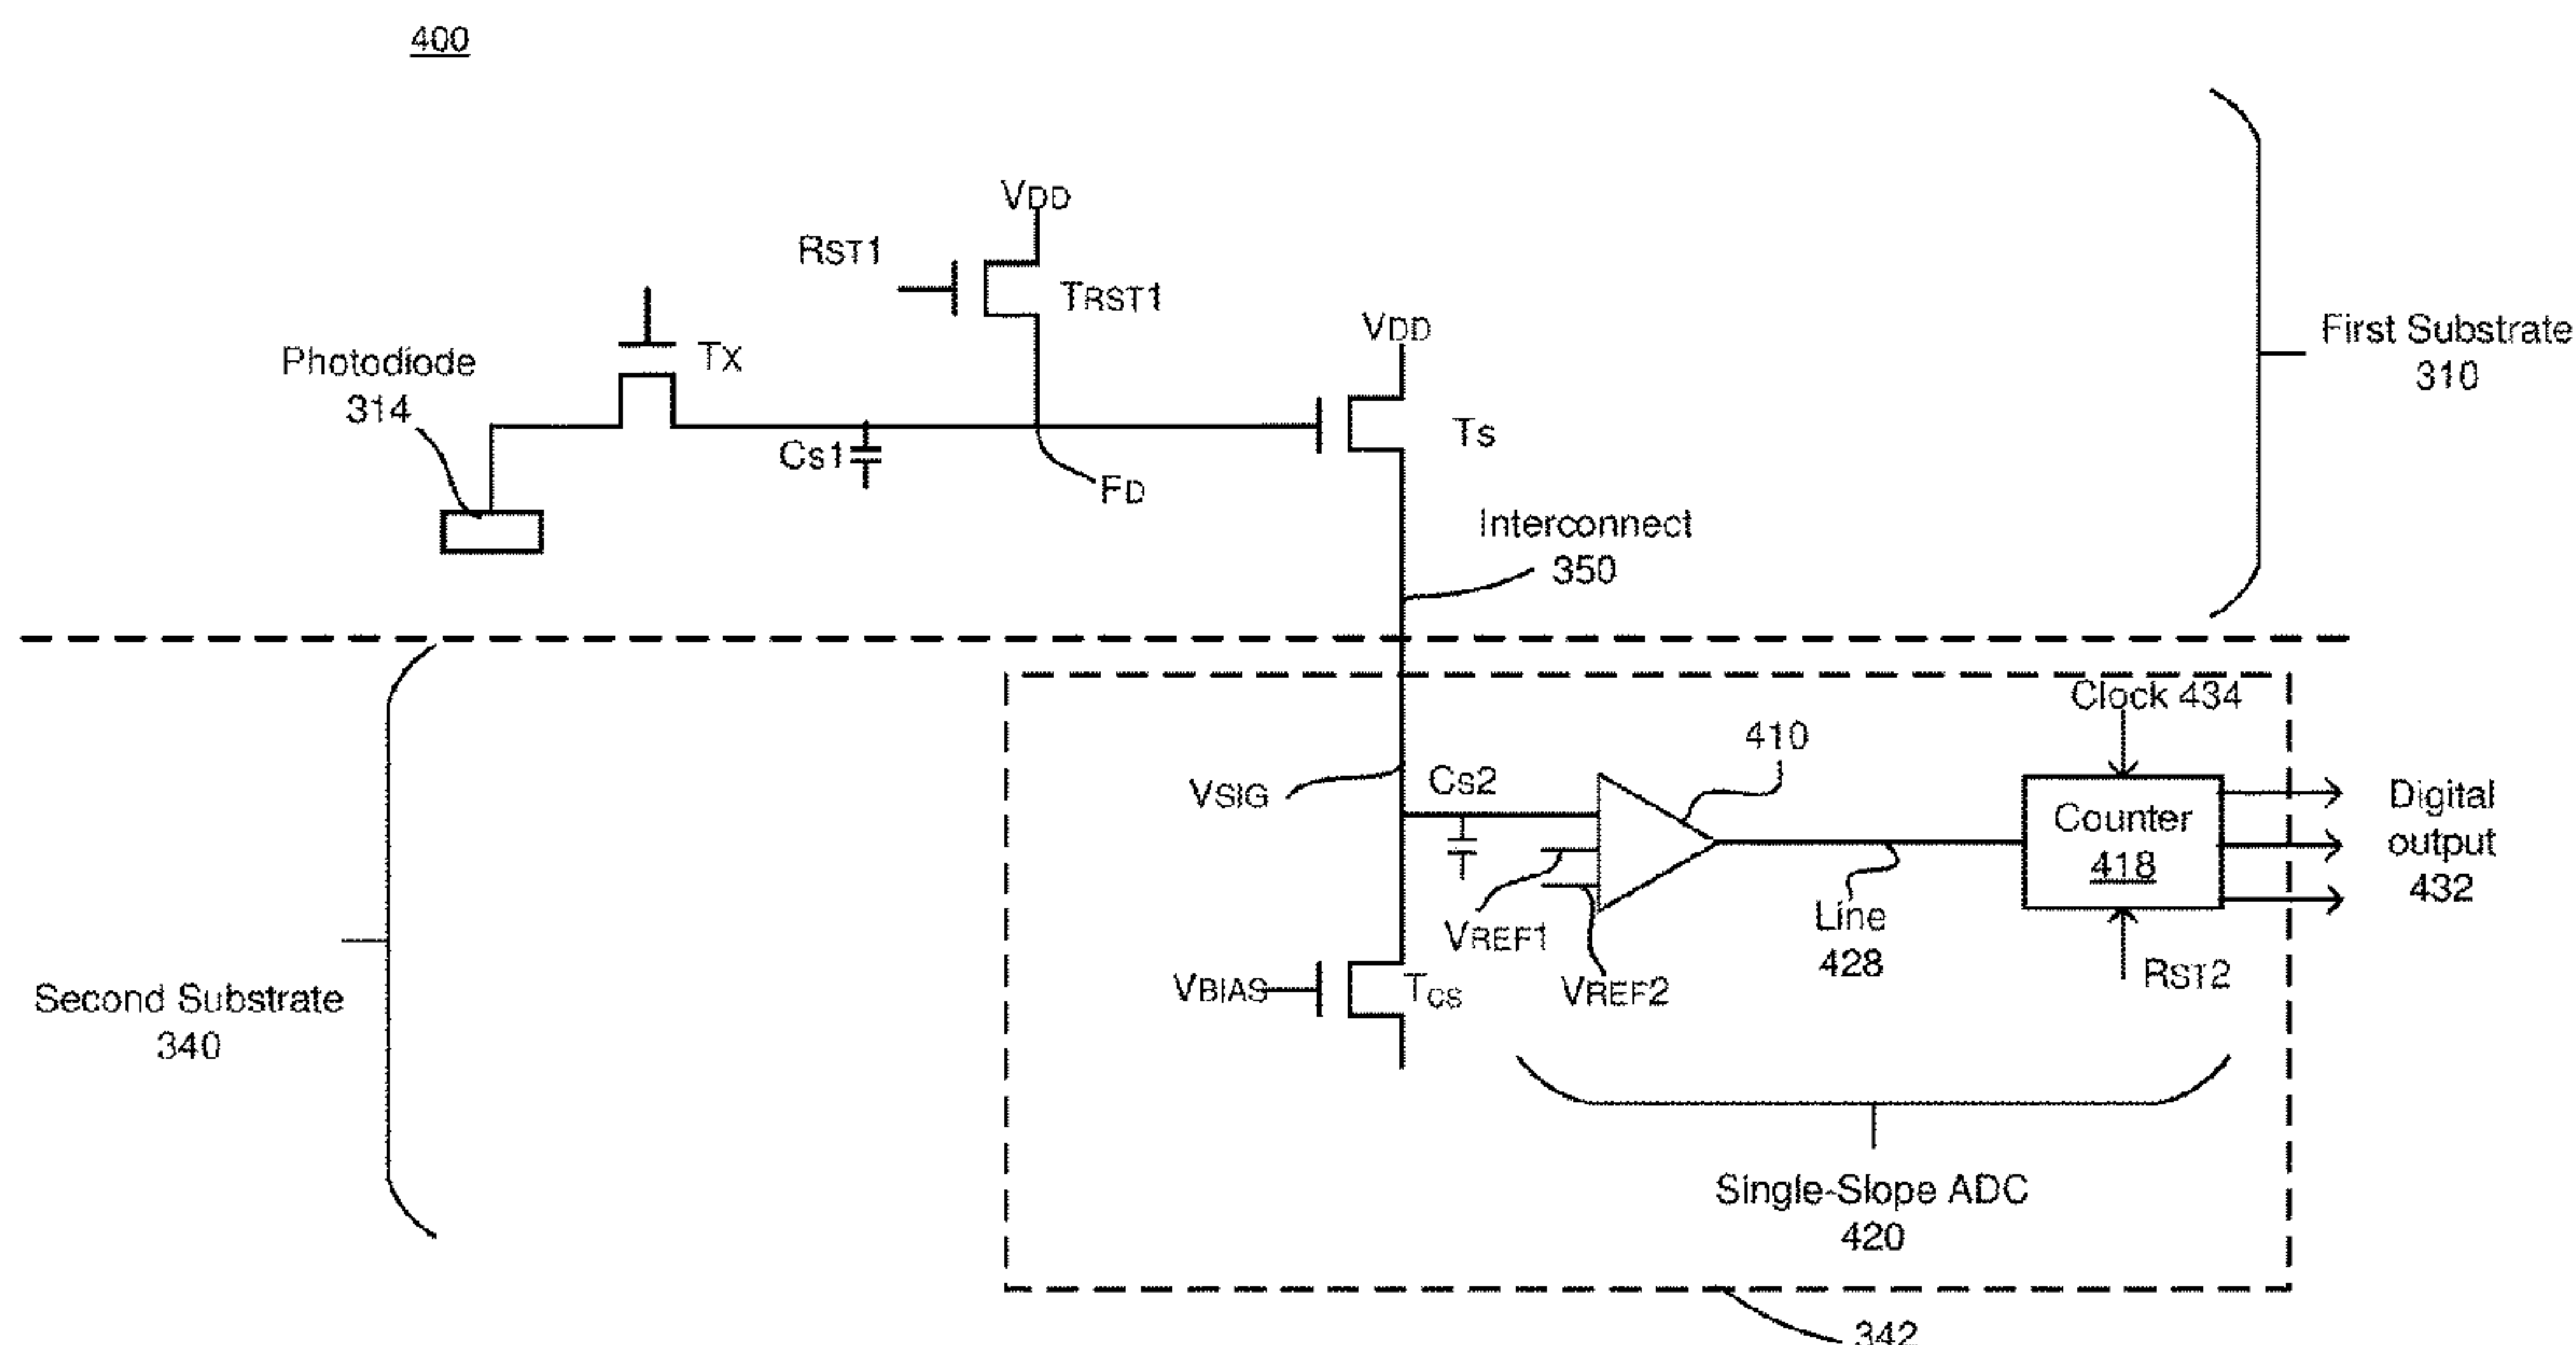 400
VDD
RST1
TRST1
VDD
First Substrate
310
Photodiode
314
TX
Ts
Cs1
FD
Interconnect
350
Clock 434
410
VSIG
Cs2
Counter
418
Digital
output
432
Line
428
VREF1
VREF2
RST2
VBIAS
TCS
Second Substrate
340
Single-Slope ADC
420
342